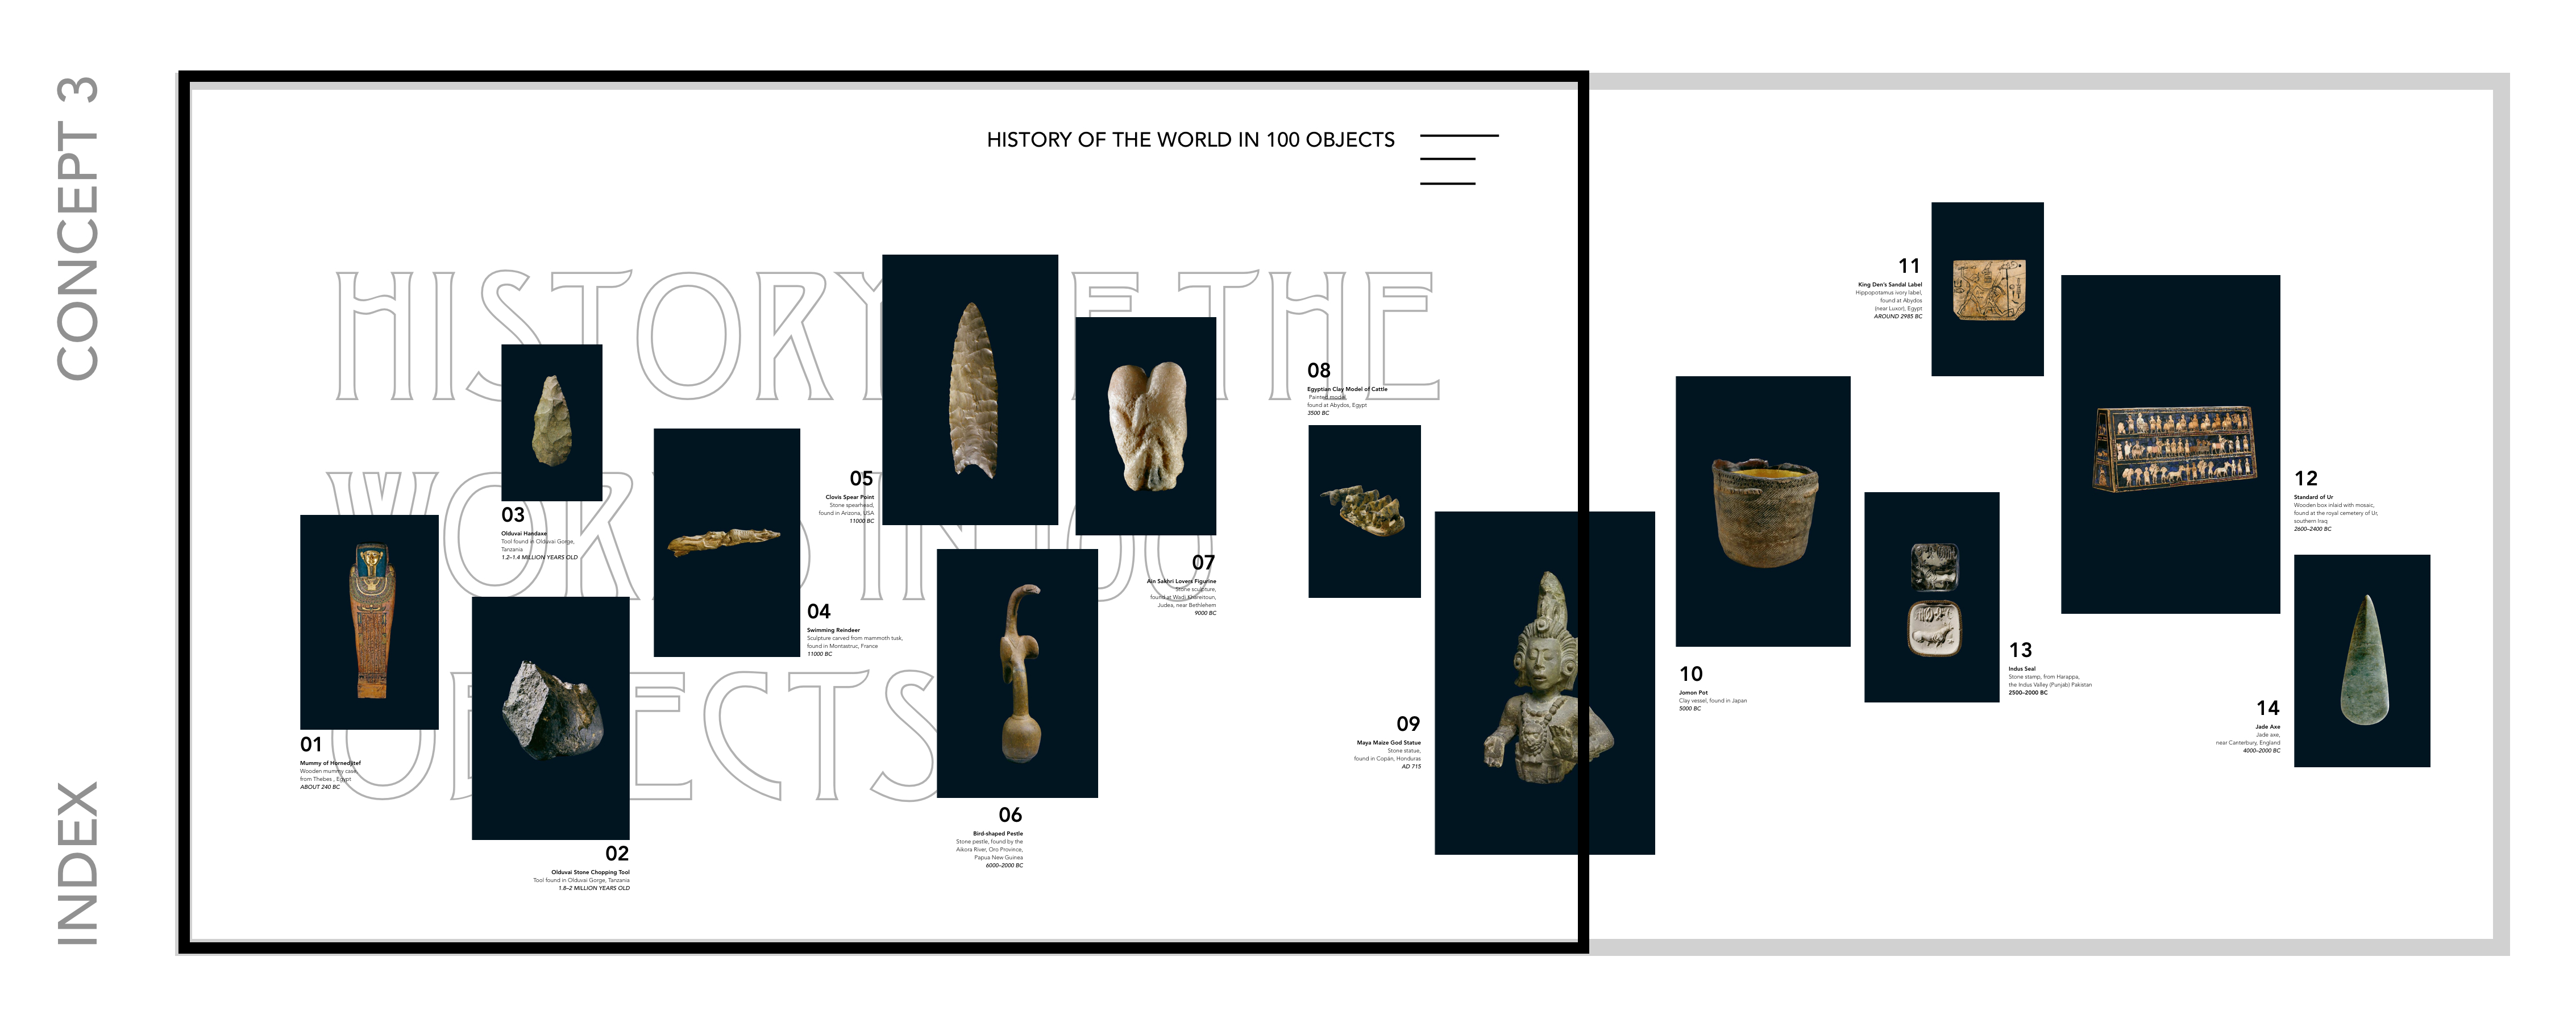 CONCEPT 3
INDEX
HISTORY OF THE WORLD IN 100 OBJECTS
HISTORY OF THE
WORLD IN 100
OBJECTS
01
Mummy of Hornedjitef
Wooden mummy case,
from Thebes , Egypt
ABOUT 240 BC
02
Olduvai Stone Chopping Tool
Tool found in Olduvai Gorge, Tanzania
1.8–2 MILLION YEARS OLD
03
Olduvai Handaxe
Tool found in Olduvai Gorge,
Tanzania
1.2–1.4 MILLION YEARS OLD
04
Swimming Reindeer
Sculpture carved from mammoth tusk,
found in Montastruc, France
11000 BC
05
Clovis Spear Point
Stone spearhead,
found in Arizona, USA
11000 BC
06
Bird-shaped Pestle
Stone pestle, found by the
Aikora River, Oro Province,
Papua New Guinea
6000–2000 BC
07
Ain Sakhri Lovers Figurine
Stone sculpture,
found at Wadi Khareitoun,
Judea, near Bethlehem
9000 BC
08
Egyptian Clay Model of Cattle
Painted model,
found at Abydos, Egypt
3500 BC
09
Maya Maize God Statue
Stone statue,
found in Copán, Honduras
AD 715
10
Jomon Pot
Clay vessel, found in Japan
5000 BC
11
King Den's Sandal Label
Hippopotamus ivory label,
found at Abydos
(near Luxor), Egypt
AROUND 2985 BC
12
Standard of Ur
Wooden box inlaid with mosaic,
found at the royal cemetery of Ur,
southern Iraq
2600–2400 BC
13
Indus Seal
Stone stamp, from Harappa,
the Indus Valley (Punjab) Pakistan
2500–2000 BC
14
Jade Axe
Jade axe,
near Canterbury, England
4000–2000 BC